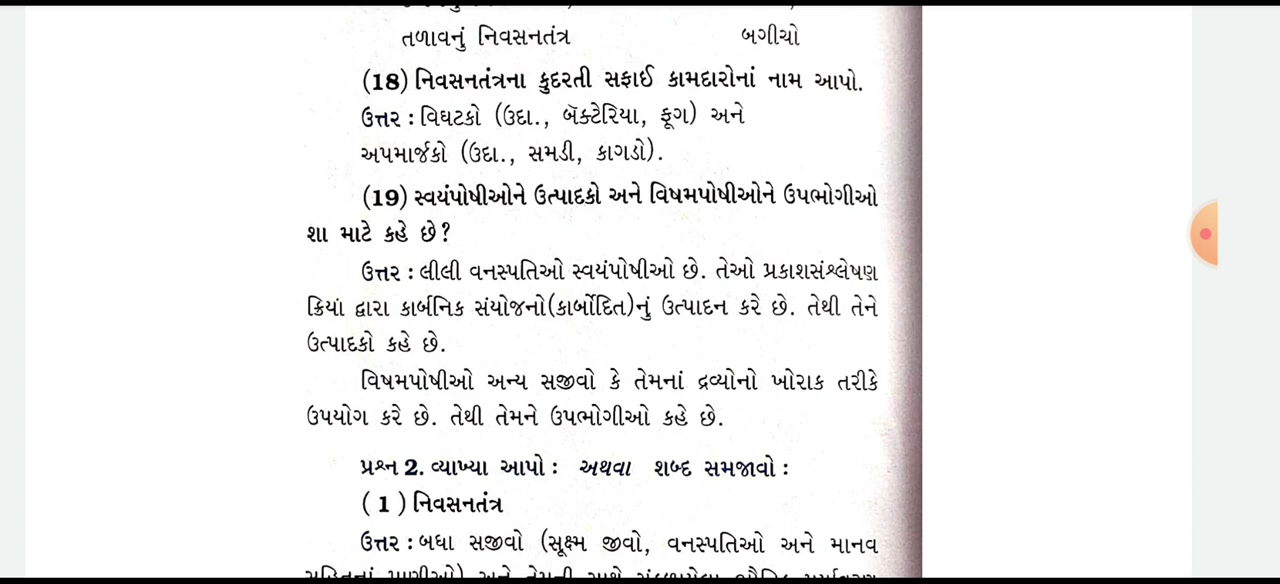 તળાવનું નિવસનતંત્ર બગીચો
(18) નિવસનતંત્રના કુદરતી સફાઈ કામદારોનાં નામ આપો.
ઉત્તર : વિઘટકો (ઉદા., બૅક્ટેરિયા, ફૂગ) અને
અપમાર્જકો (ઉદા., સમડી, કાગડો).
(19) સ્વયંપોષીઓને ઉત્પાદકો અને વિષમપોષીઓને ઉપભોગીઓ
શા માટે કહે છે?
ઉત્તર : લીલી વનસ્પતિઓ સ્વયંપોષીઓ છે. તેઓ પ્રકાશસંશ્લેષણ
ક્રિયા દ્વારા કાર્બનિક સંયોજનો(કાર્બોદિત)નું ઉત્પાદન કરે છે. તેથી તેને
ઉત્પાદકો કહે છે.
વિષમપોષીઓ અન્ય સજીવો કે તેમનાં દ્રવ્યોનો ખોરાક તરીકે
ઉપયોગ કરે છે. તેથી તેમને ઉપભોગીઓ કહે છે.
પ્રશ્ન 2. વ્યાખ્યા આપો : અથવા શબ્દ સમજાવો :
( 1 ) નિવસનતંત્ર
ઉત્તર : બધા સજીવો (સૂક્ષ્મ જીવો, વનસ્પતિઓ અને માનવ